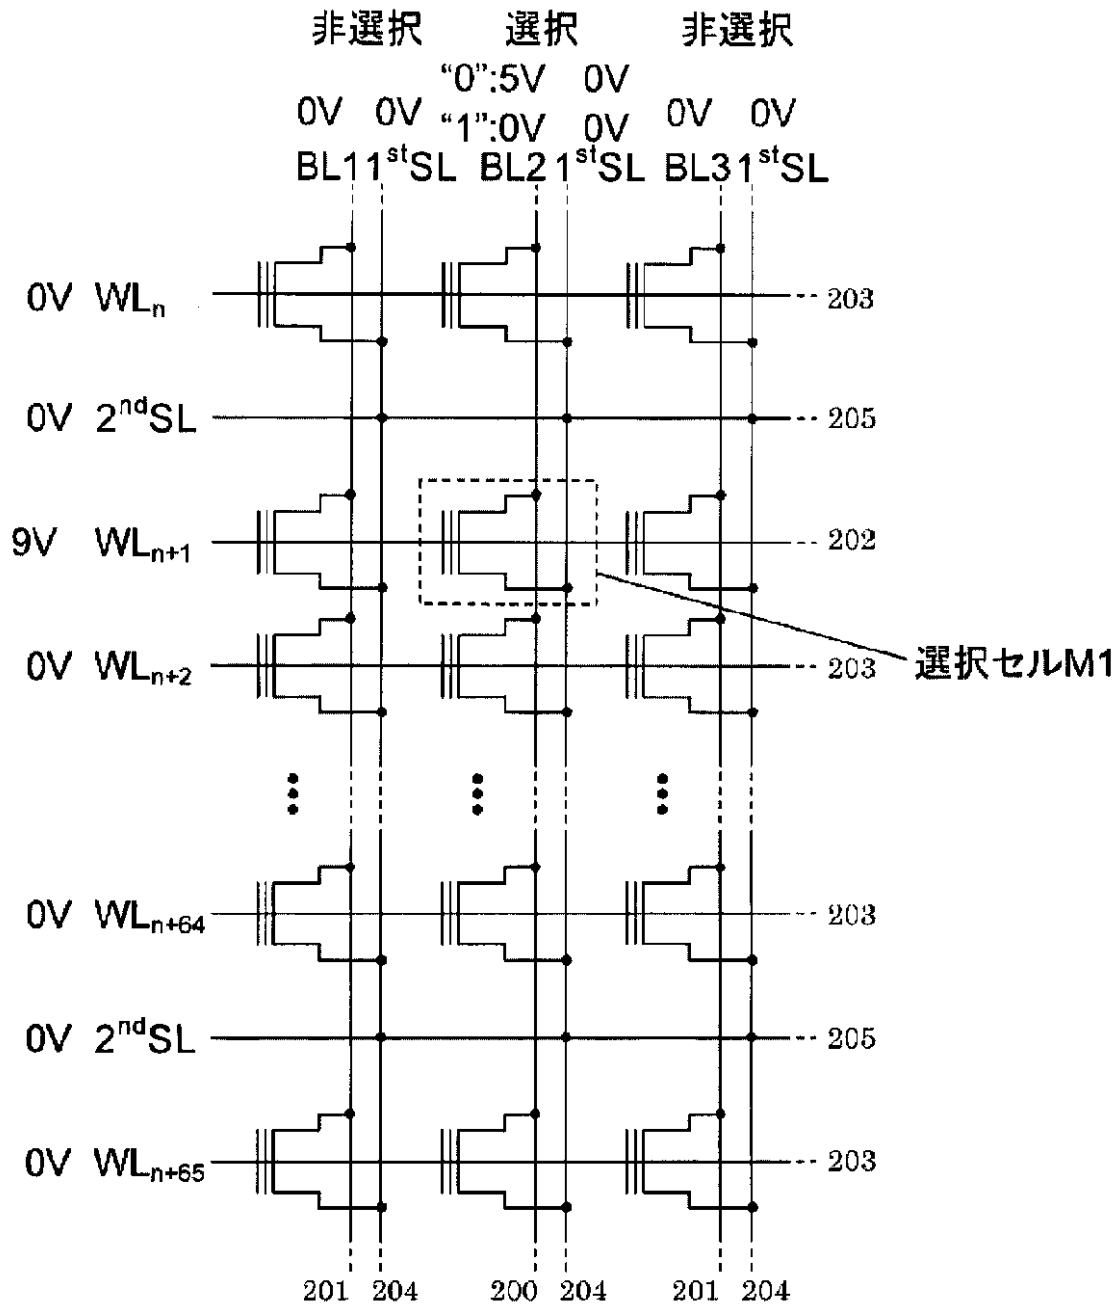 非選択 選択 非選択
“0”:5V 0V
0V 0V “1”:0V 0V 0V 0V
BL1 1stSL BL2 1stSL BL3 1stSL
0V WLn 203
0V 2ndSL 205
9V WLn+1 202
選択セルM1
0V WLn+2 203
0V WLn+64 203
0V 2ndSL 205
0V WLn+65 203
201 204 200 204 201 204